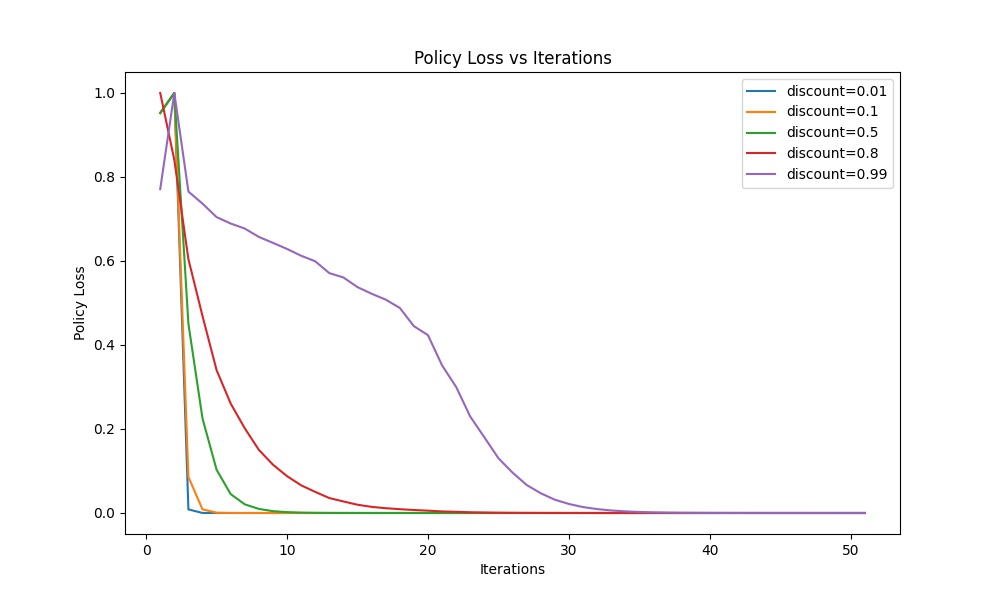 Policy Loss vs Iterations
discount=0.01
discount=0.1
discount=0.5
discount=0.8
discount=0.99
Policy Loss
1.0
0.8
0.6
0.4
0.2
0.0
0 10 20 30 40 50
Iterations